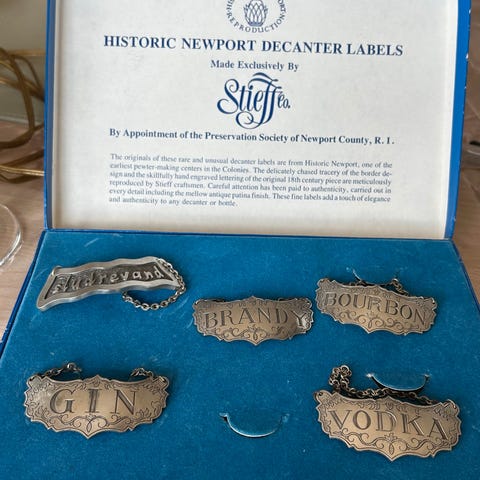 REPRODUCTION
HISTORIC NEWPORT DECANTER LABELS
Made Exclusively By
Stieff Co.
By Appointment of the Preservation Society of Newport County, R. I.
The originals of these rare and unusual decanter labels are from Historic Newport, one of the
earliest pewter-making centers in the Colonies. The delicately chased tracery of the border de-
sign and the skillfully hand engraved lettering of the original 18th century piece are meticulously
reproduced by Stieff craftsmen. Careful attention has been paid to authenticity, carried out in
every detail including the mellow antique patina finish. These fine labels add a touch of elegance
and authenticity to any decanter or bottle.
Sludrevand
BRANDY
BOURBON
GIN
VODKA